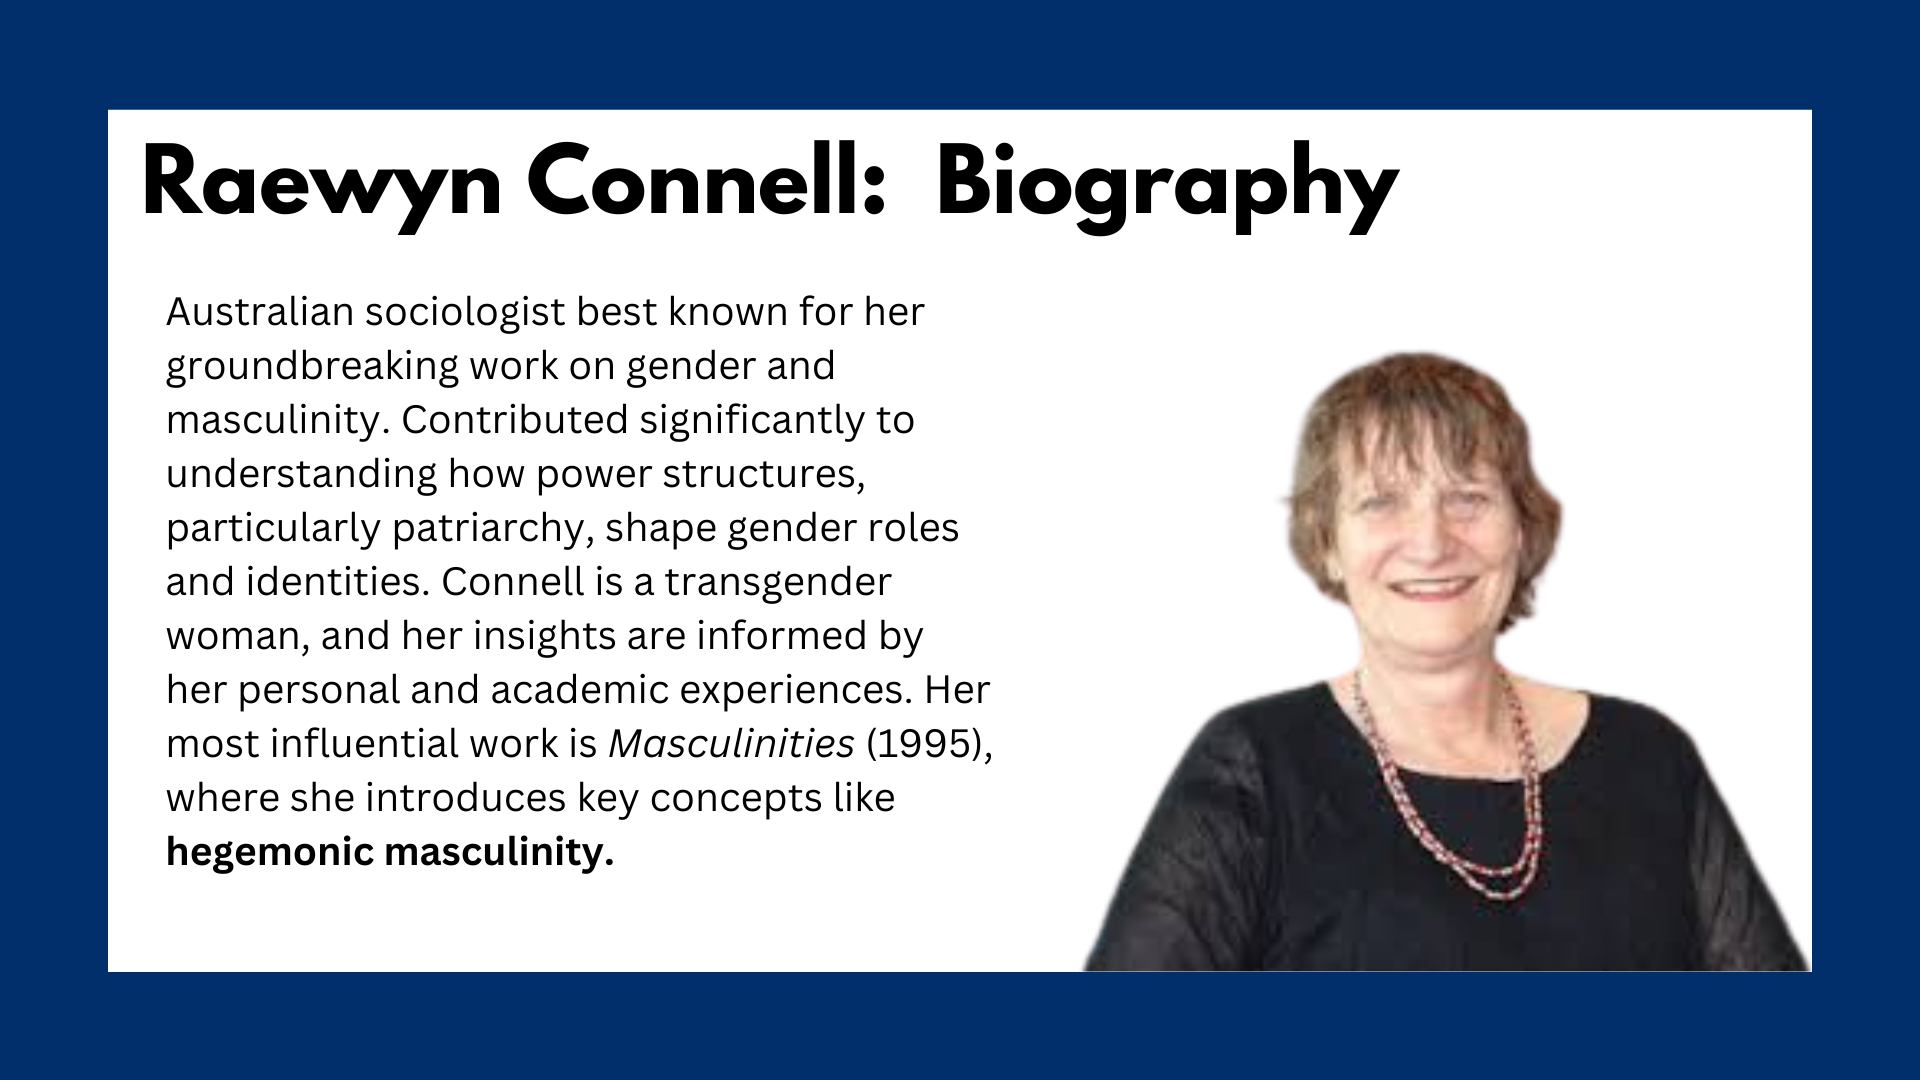 Raewyn Connell:  Biography
Australian sociologist best known for her
groundbreaking work on gender and
masculinity. Contributed significantly to
understanding how power structures,
particularly patriarchy, shape gender roles
and identities. Connell is a transgender
woman, and her insights are informed by
her personal and academic experiences. Her
most influential work is Masculinities (1995),
where she introduces key concepts like
hegemonic masculinity.